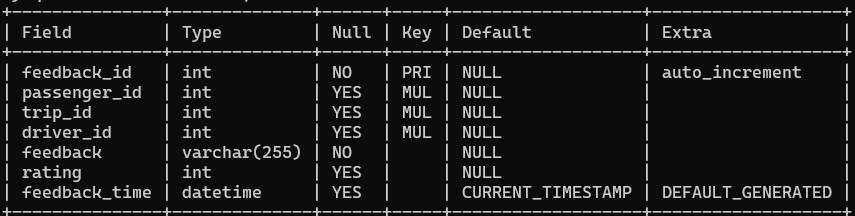 +---------------+--------------+------+-----+-------------------+-------------------+
| Field         | Type         | Null | Key | Default           | Extra             |
+---------------+--------------+------+-----+-------------------+-------------------+
| feedback_id   | int          | NO   | PRI | NULL              | auto_increment    |
| passenger_id  | int          | YES  | MUL | NULL              |                   |
| trip_id       | int          | YES  | MUL | NULL              |                   |
| driver_id     | int          | YES  | MUL | NULL              |                   |
| feedback      | varchar(255) | NO   |     | NULL              |                   |
| rating        | int          | YES  |     | NULL              |                   |
| feedback_time | datetime     | YES  |     | CURRENT_TIMESTAMP | DEFAULT_GENERATED |
+---------------+--------------+------+-----+-------------------+-------------------+